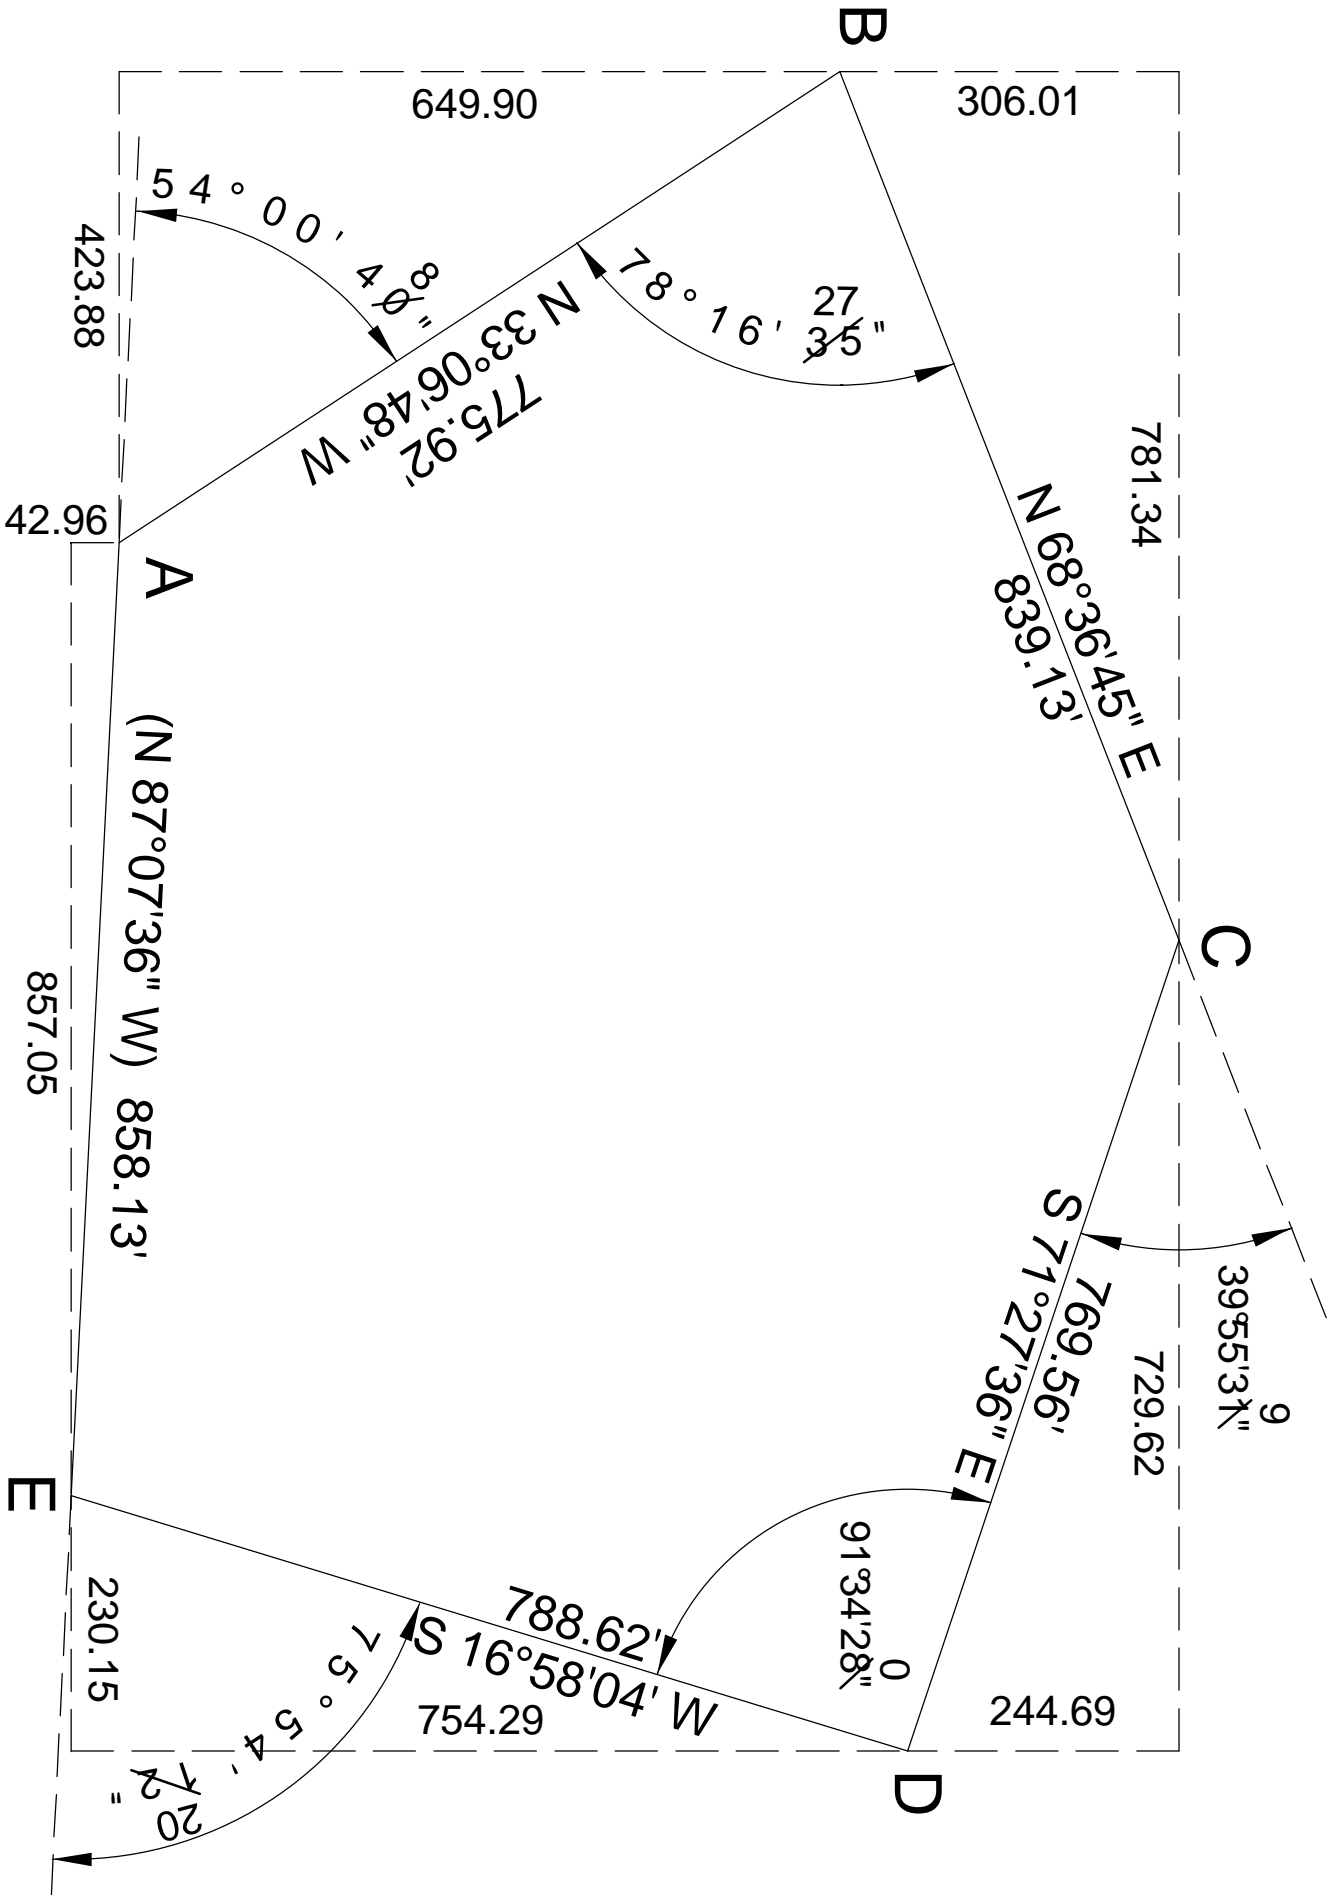 B
649.90
306.01
54°00'40"
8
423.88
N 33°06'48" W
775.92'
78°16'35"
27
781.34
N 68°36'45" E
839.13'
42.96
A
C
(N 87°07'36" W) 858.13'
857.05
769.56'
S 71°27'36" E
39°55'31"
9
729.62
91°34'28"
0
E
230.15
788.62'
S 16°58'04' W
754.29
244.69
75°54'12"
20
D